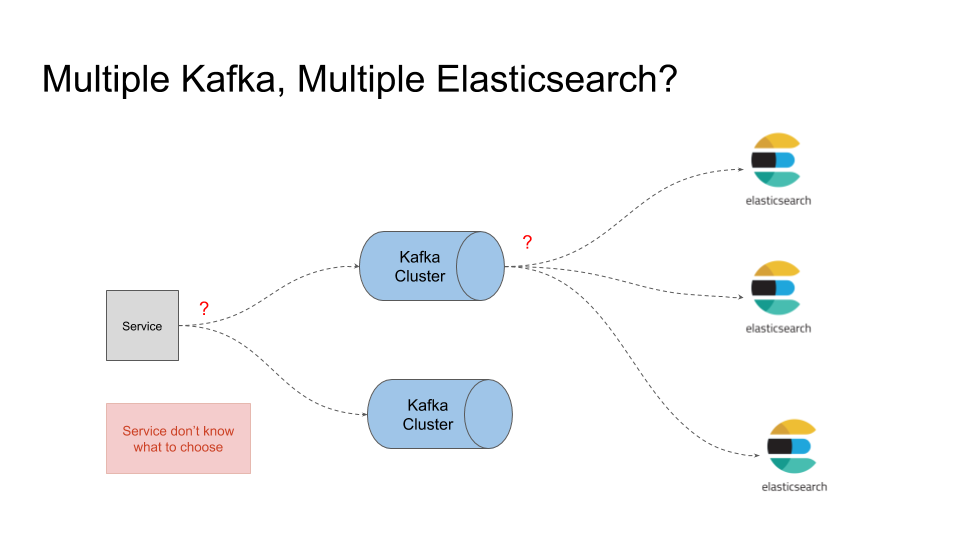 Multiple Kafka, Multiple Elasticsearch?
elasticsearch
?
Kafka
Cluster
elasticsearch
?
Service
Kafka
Cluster
Service don't know
what to choose
elasticsearch